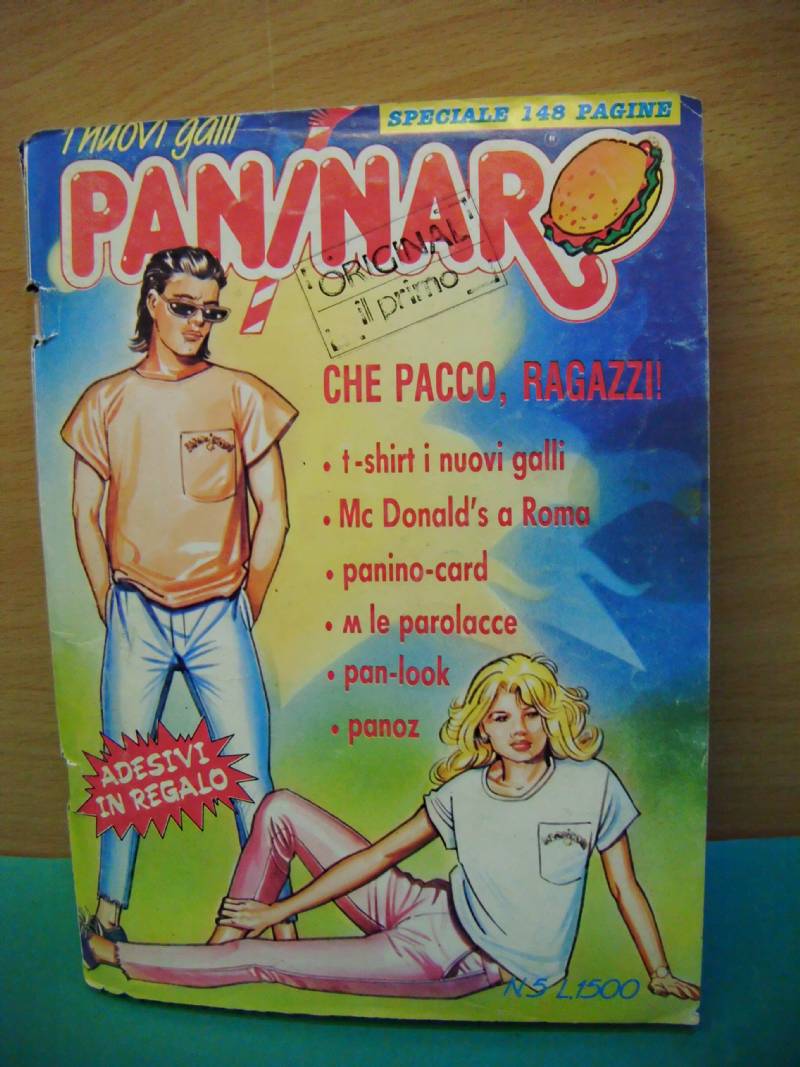 SPECIALE 148 PAGINE
i nuovi galli
PANINARO
ORIGINAL
il primo
CHE PACCO, RAGAZZI!
• t-shirt i nuovi galli
• Mc Donald's a Roma
• panino-card
• w le parolacce
• pan-look
• panoz
ADESIVI
IN REGALO
N.5 L.1500